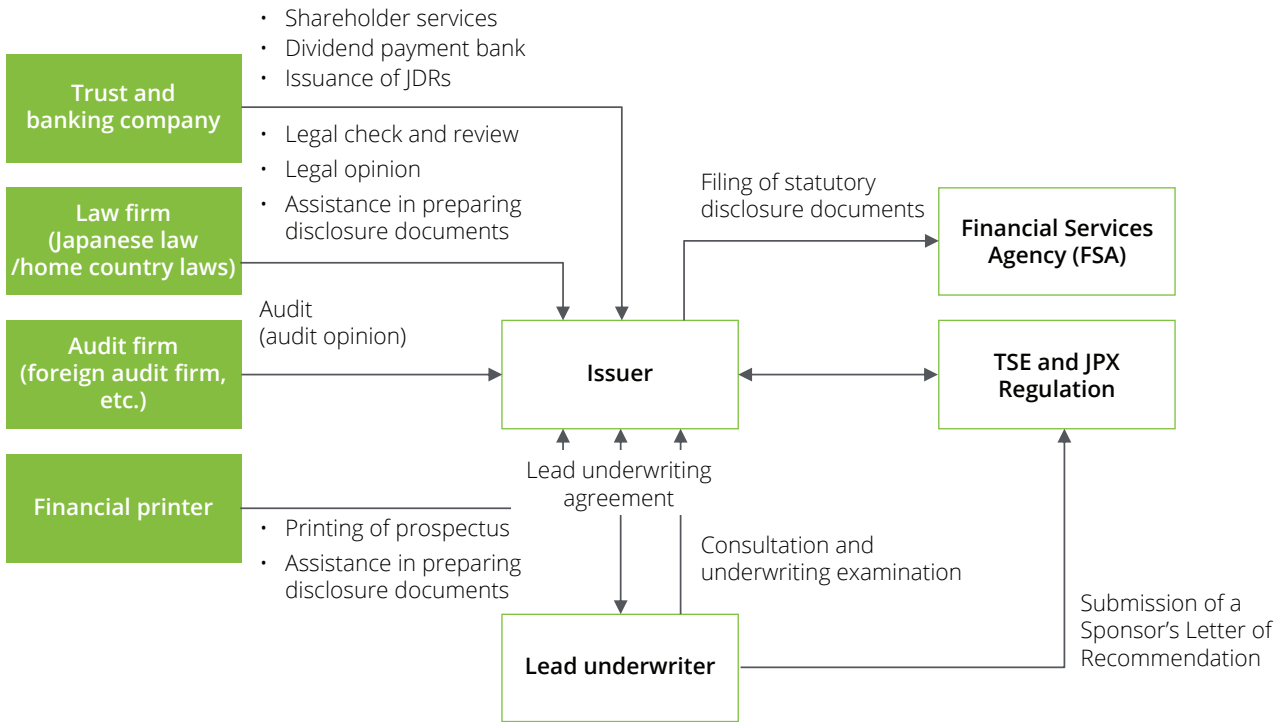 • Shareholder services
• Dividend payment bank
• Issuance of JDRs
Trust and
banking company
• Legal check and review
• Legal opinion
• Assistance in preparing
disclosure documents
Law firm
(Japanese law
/home country laws)
Filing of statutory
disclosure documents
Financial Services
Agency (FSA)
Audit
(audit opinion)
Audit firm
(foreign audit firm,
etc.)
Issuer
TSE and JPX
Regulation
Lead underwriting
agreement
Financial printer
• Printing of prospectus
• Assistance in preparing
disclosure documents
Consultation and
underwriting examination
Submission of a
Sponsor’s Letter of
Recommendation
Lead underwriter